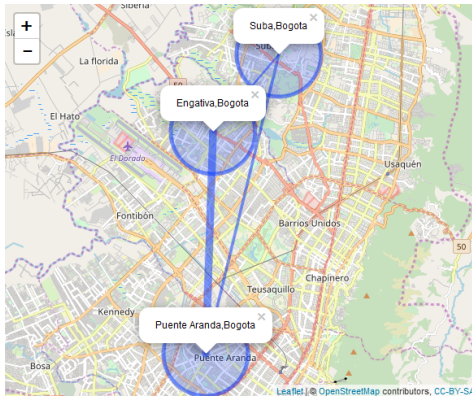 Siberia
+
−
Suba,Bogota
×
La florida
50
Suba
Engativa,Bogota
×
El Hato
El Dorado
Usaquén
Fontibón
Barrios Unidos
50
Teusaquillo
Chapinero
Kennedy
Puente Aranda,Bogota
×
Puente Aranda
Bosa
Leaflet | © OpenStreetMap contributors, CC-BY-SA